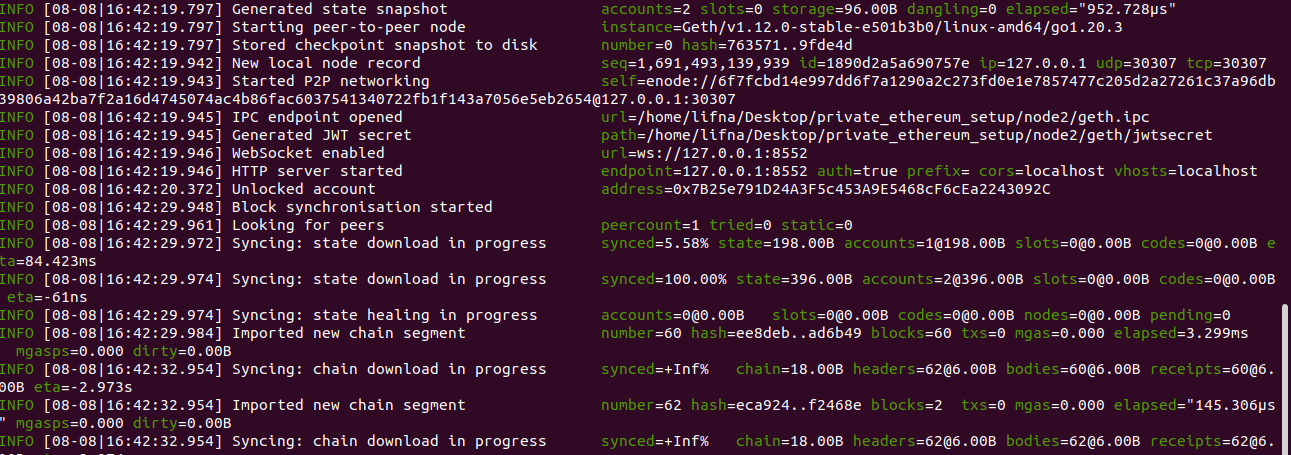 INFO [08-08|16:42:19.797] Generated state snapshot accounts=2 slots=0 storage=96.00B dangling=0 elapsed="952.728µs"
INFO [08-08|16:42:19.797] Starting peer-to-peer node instance=Geth/v1.12.0-stable-e501b3b0/linux-amd64/go1.20.3
INFO [08-08|16:42:19.797] Stored checkpoint snapshot to disk number=0 hash=763571..9fde4d
INFO [08-08|16:42:19.942] New local node record seq=1,691,493,139,939 id=1890d2a5a690757e ip=127.0.0.1 udp=30307 tcp=30307
INFO [08-08|16:42:19.943] Started P2P networking self=enode://6f7fcbd14e997dd6f7a1290a2c273fd0e1e7857477c205d2a27261c37a96db
39806a42ba7f2a16d4745074ac4b86fac6037541340722fb1f143a7056e5eb2654@127.0.0.1:30307
INFO [08-08|16:42:19.945] IPC endpoint opened url=/home/lifna/Desktop/private_ethereum_setup/node2/geth.ipc
INFO [08-08|16:42:19.945] Generated JWT secret path=/home/lifna/Desktop/private_ethereum_setup/node2/geth/jwtsecret
INFO [08-08|16:42:19.946] WebSocket enabled url=ws://127.0.0.1:8552
INFO [08-08|16:42:19.946] HTTP server started endpoint=127.0.0.1:8552 auth=true prefix= cors=localhost vhosts=localhost
INFO [08-08|16:42:20.372] Unlocked account address=0x7B25e791D24A3F5c453A9E5468cF6cEa2243092C
INFO [08-08|16:42:29.948] Block synchronisation started
INFO [08-08|16:42:29.961] Looking for peers peercount=1 tried=0 static=0
INFO [08-08|16:42:29.972] Syncing: state download in progress synced=5.58% state=198.00B accounts=1@198.00B slots=0@0.00B codes=0@0.00B e
ta=84.423ms
INFO [08-08|16:42:29.974] Syncing: state download in progress synced=100.00% state=396.00B accounts=2@396.00B slots=0@0.00B codes=0@0.00B
eta=-61ns
INFO [08-08|16:42:29.974] Syncing: state healing in progress accounts=0@0.00B slots=0@0.00B codes=0@0.00B nodes=0@0.00B pending=0
INFO [08-08|16:42:29.984] Imported new chain segment number=60 hash=ee8deb..ad6b49 blocks=60 txs=0 mgas=0.000 elapsed=3.299ms
mgasps=0.000 dirty=0.00B
INFO [08-08|16:42:32.954] Syncing: chain download in progress synced=+Inf% chain=18.00B headers=62@6.00B bodies=60@6.00B receipts=60@6.
00B eta=-2.973s
INFO [08-08|16:42:32.954] Imported new chain segment number=62 hash=eca924..f2468e blocks=2 txs=0 mgas=0.000 elapsed="145.306µs
" mgasps=0.000 dirty=0.00B
INFO [08-08|16:42:32.954] Syncing: chain download in progress synced=+Inf% chain=18.00B headers=62@6.00B bodies=62@6.00B receipts=62@6.